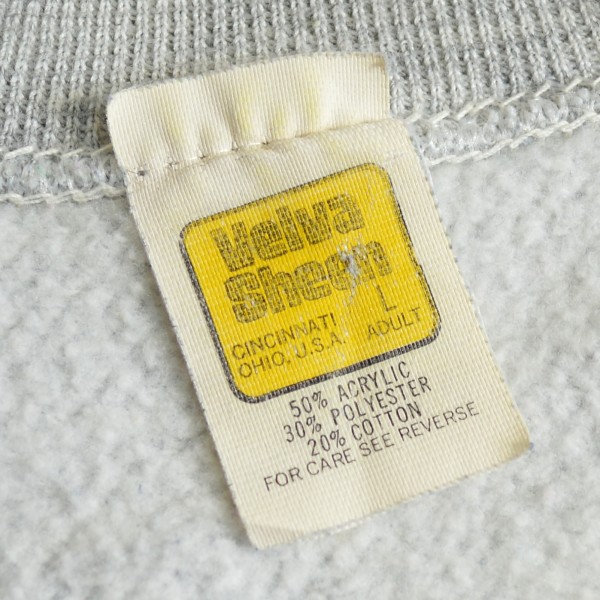 Velva
Sheen
CINCINNATI
OHIO, U.S.A.
L
ADULT
50% ACRYLIC
30% POLYESTER
20% COTTON
FOR CARE SEE REVERSE